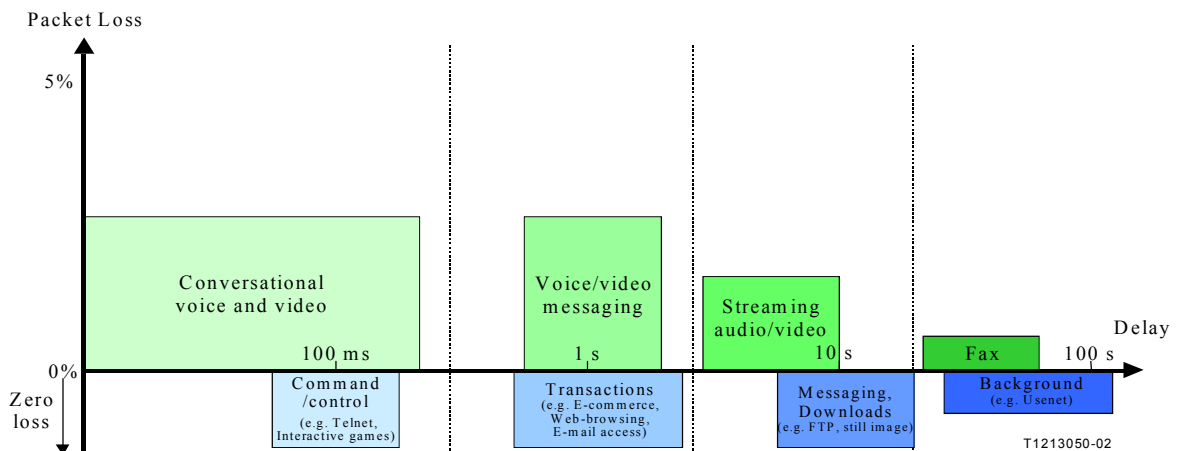 Packet Loss
5%
Conversational
voice and video
Voice/video
messaging
Streaming
audio/video
Fax
Delay
100 ms
1 s
10 s
100 s
0%
Zero
loss
Command
/control
(e.g. Telnet,
Interactive games)
Transactions
(e.g. E-commerce,
Web-browsing,
E-mail access)
Messaging,
Downloads
(e.g. FTP, still image)
Background
(e.g. Usenet)
T1213050-02